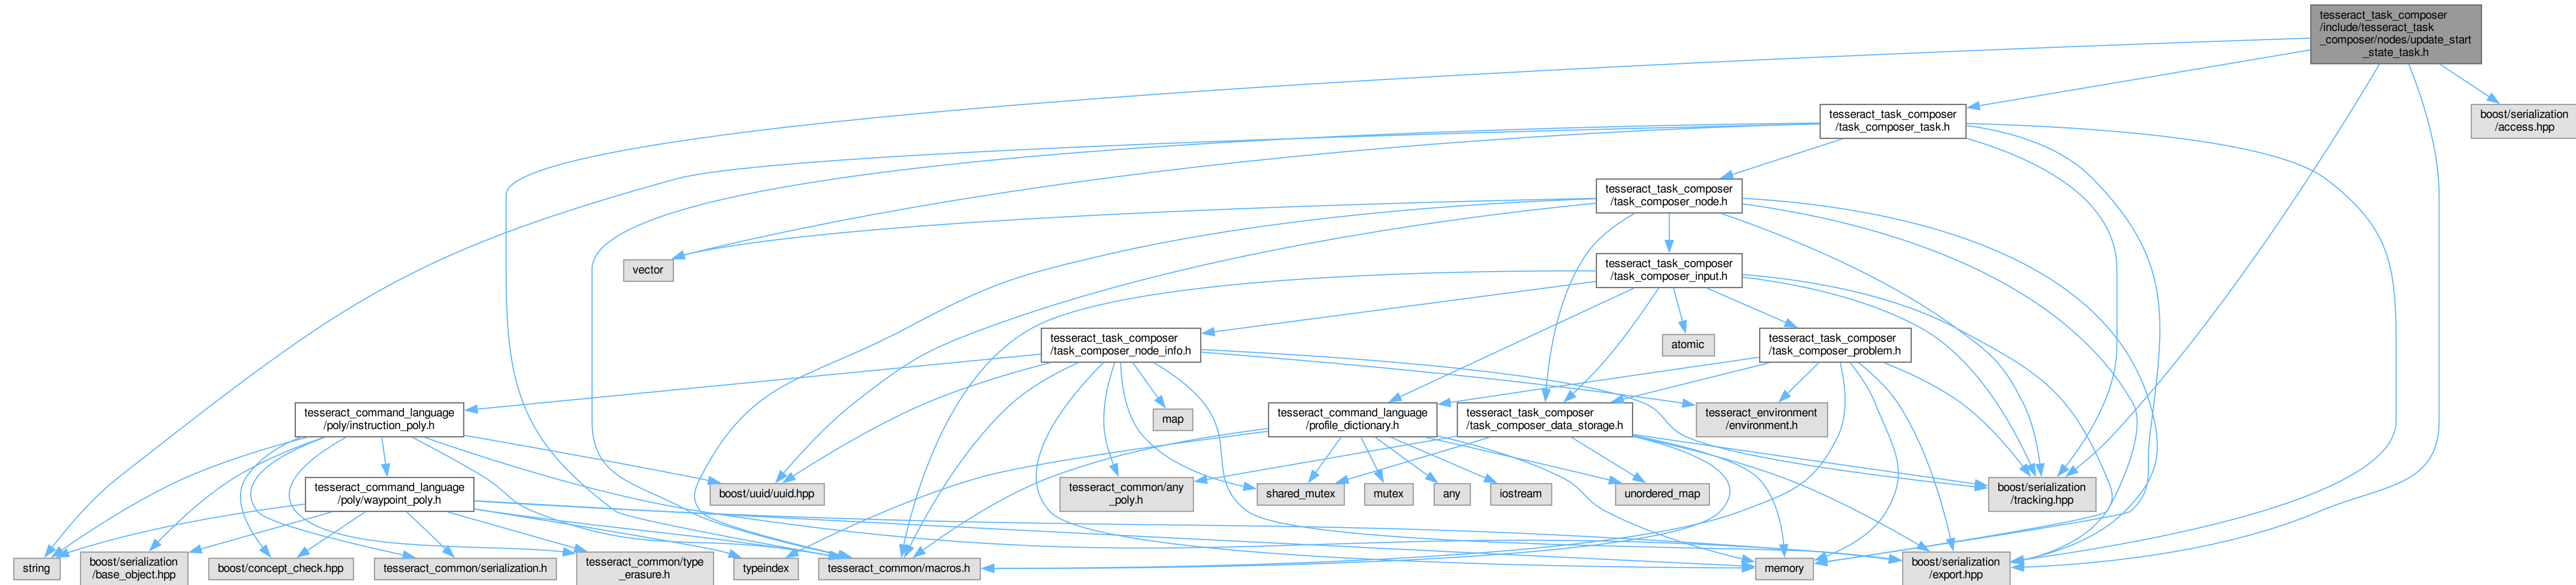 tesseract_task_composer
/include/tesseract_task
_composer/nodes/update_start
_state_task.h
tesseract_task_composer
/task_composer_task.h
boost/serialization
/access.hpp
tesseract_task_composer
/task_composer_node.h
vector
tesseract_task_composer
/task_composer_input.h
tesseract_task_composer
/task_composer_node_info.h
atomic
tesseract_task_composer
/task_composer_problem.h
tesseract_command_language
/poly/instruction_poly.h
map
tesseract_command_language
/profile_dictionary.h
tesseract_task_composer
/task_composer_data_storage.h
tesseract_environment
/environment.h
tesseract_command_language
/poly/waypoint_poly.h
boost/uuid/uuid.hpp
tesseract_common/any
_poly.h
shared_mutex
mutex
any
iostream
unordered_map
boost/serialization
/tracking.hpp
string
boost/serialization
/base_object.hpp
boost/concept_check.hpp
tesseract_common/serialization.h
tesseract_common/type
_erasure.h
typeindex
tesseract_common/macros.h
memory
boost/serialization
/export.hpp